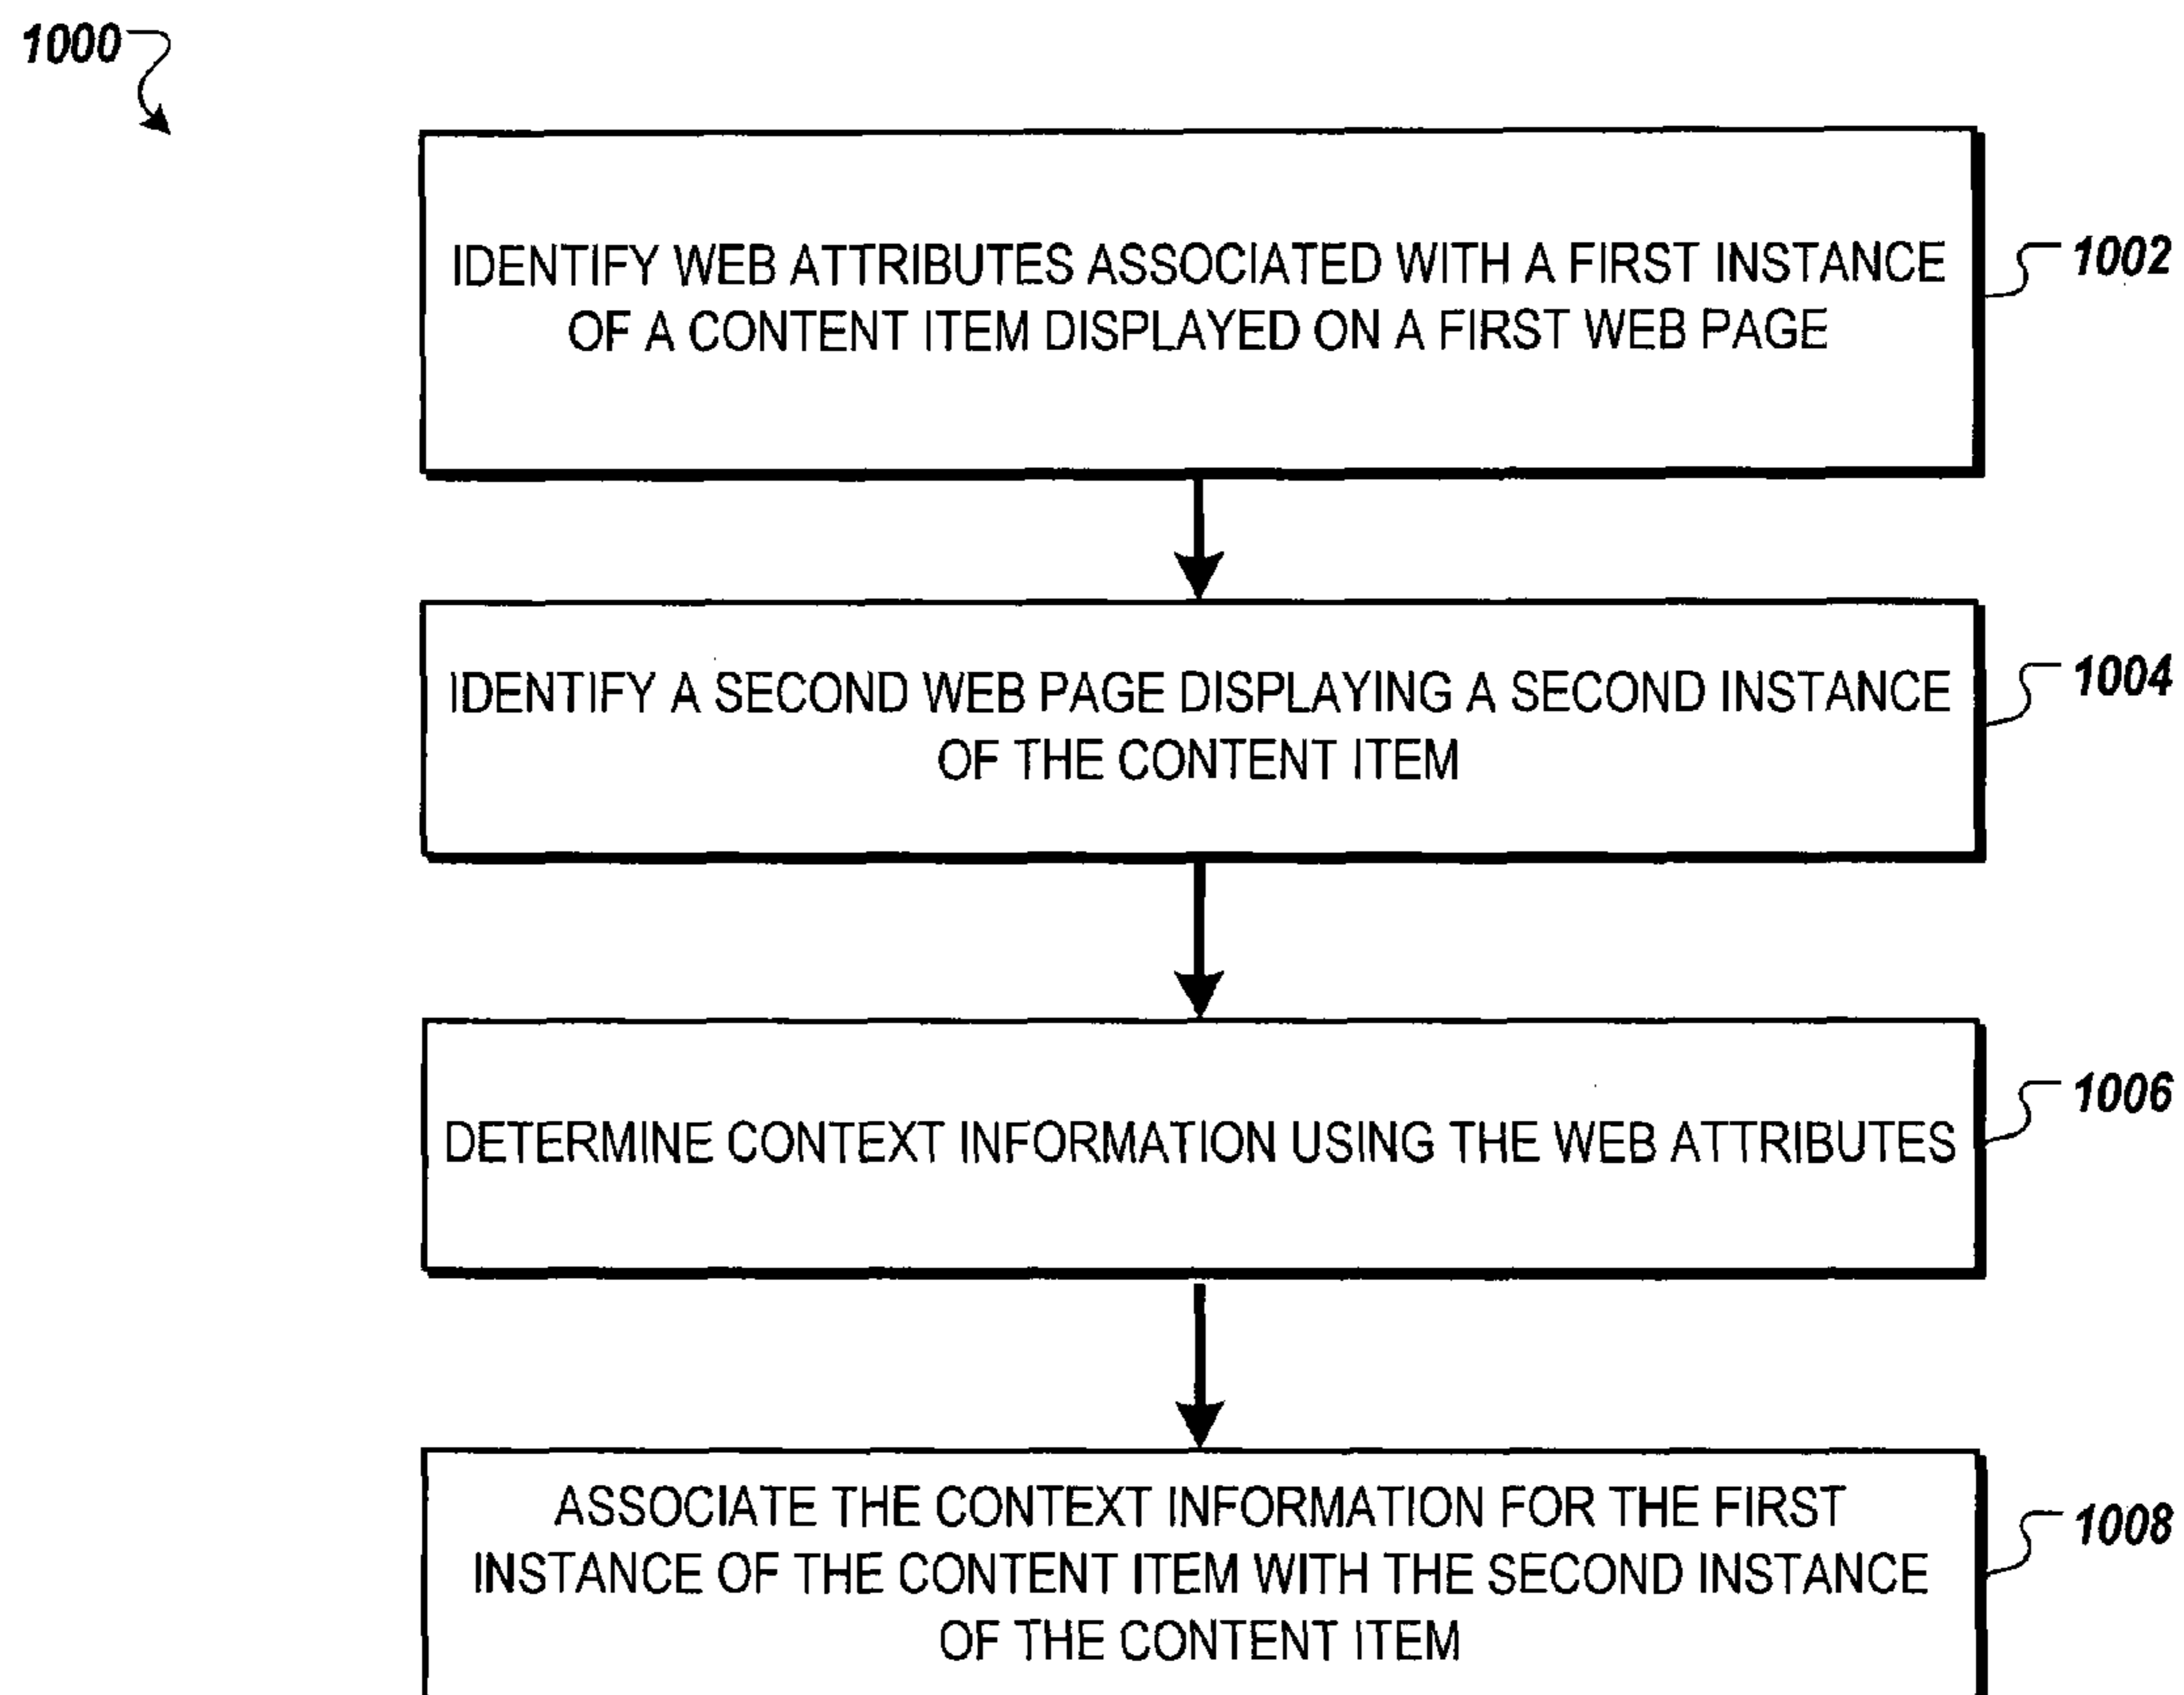 1000
IDENTIFY WEB ATTRIBUTES ASSOCIATED WITH A FIRST INSTANCE
OF A CONTENT ITEM DISPLAYED ON A FIRST WEB PAGE
1002
IDENTIFY A SECOND WEB PAGE DISPLAYING A SECOND INSTANCE
OF THE CONTENT ITEM
1004
DETERMINE CONTEXT INFORMATION USING THE WEB ATTRIBUTES
1006
ASSOCIATE THE CONTEXT INFORMATION FOR THE FIRST
INSTANCE OF THE CONTENT ITEM WITH THE SECOND INSTANCE
OF THE CONTENT ITEM
1008